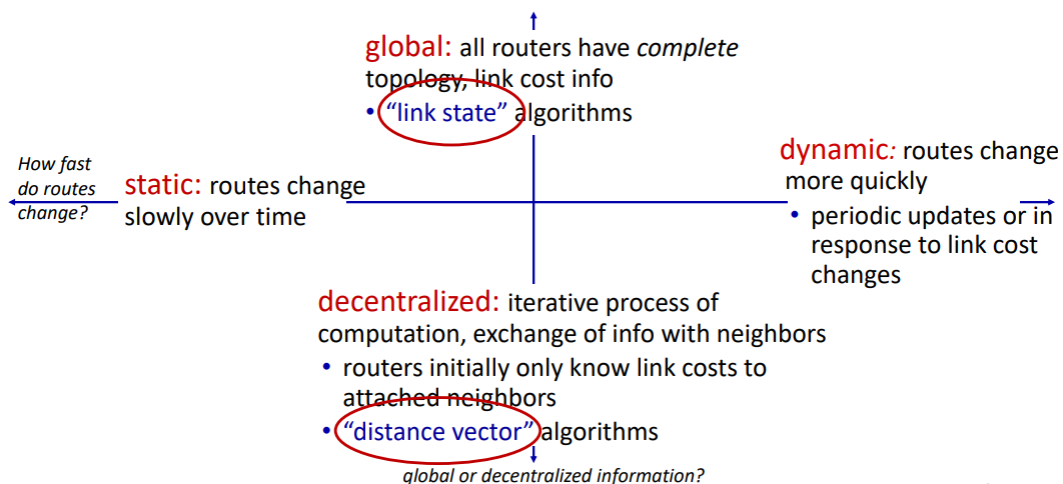 global: all routers have complete
topology, link cost info
• “link state” algorithms
How fast
do routes
change?
static: routes change
slowly over time
dynamic: routes change
more quickly
• periodic updates or in
response to link cost
changes
decentralized: iterative process of
computation, exchange of info with neighbors
• routers initially only know link costs to
attached neighbors
• “distance vector” algorithms
global or decentralized information?